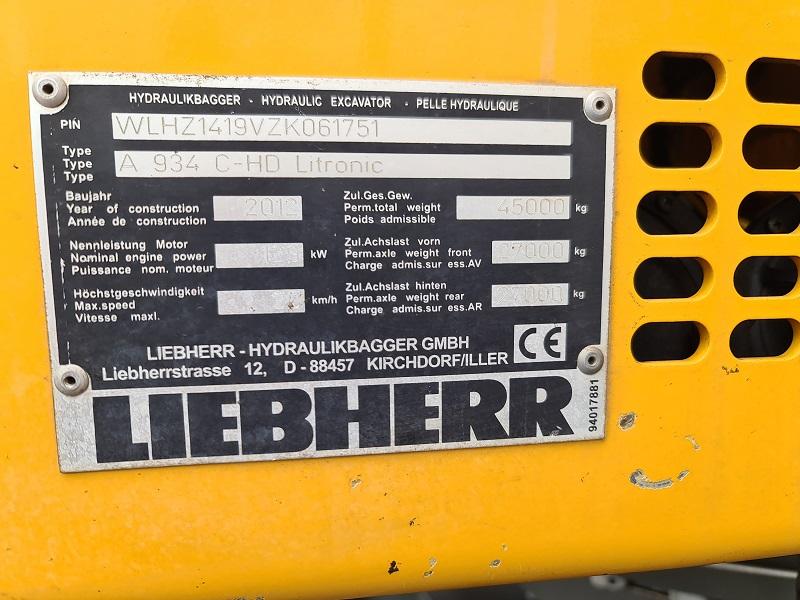 HYDRAULIKBAGGER - HYDRAULIC EXCAVATOR - PELLE HYDRAULIQUE
PIN WLHZ1419VZK061751
Type
Type A 934 C-HD Litronic
Type
Baujahr
Year of construction 2012
Année de construction
Nennleistung Motor
Nominal engine power kW
Puissance nom. moteur
Höchstgeschwindigkeit
Max.speed km/h
Vitesse maxl.
Zul.Ges.Gew.
Perm.total weight 45000 kg
Poids admissible
Zul.Achslast vorn
Perm.axle weight front 27000 kg
Charge admis.sur ess.AV
Zul.Achslast hinten
Perm.axle weight rear kg
Charge admis.sur ess.AR
LIEBHERR - HYDRAULIKBAGGER GMBH
Liebherrstrasse 12, D - 88457 KIRCHDORF/ILLER
CE
LIEBHERR
94017881